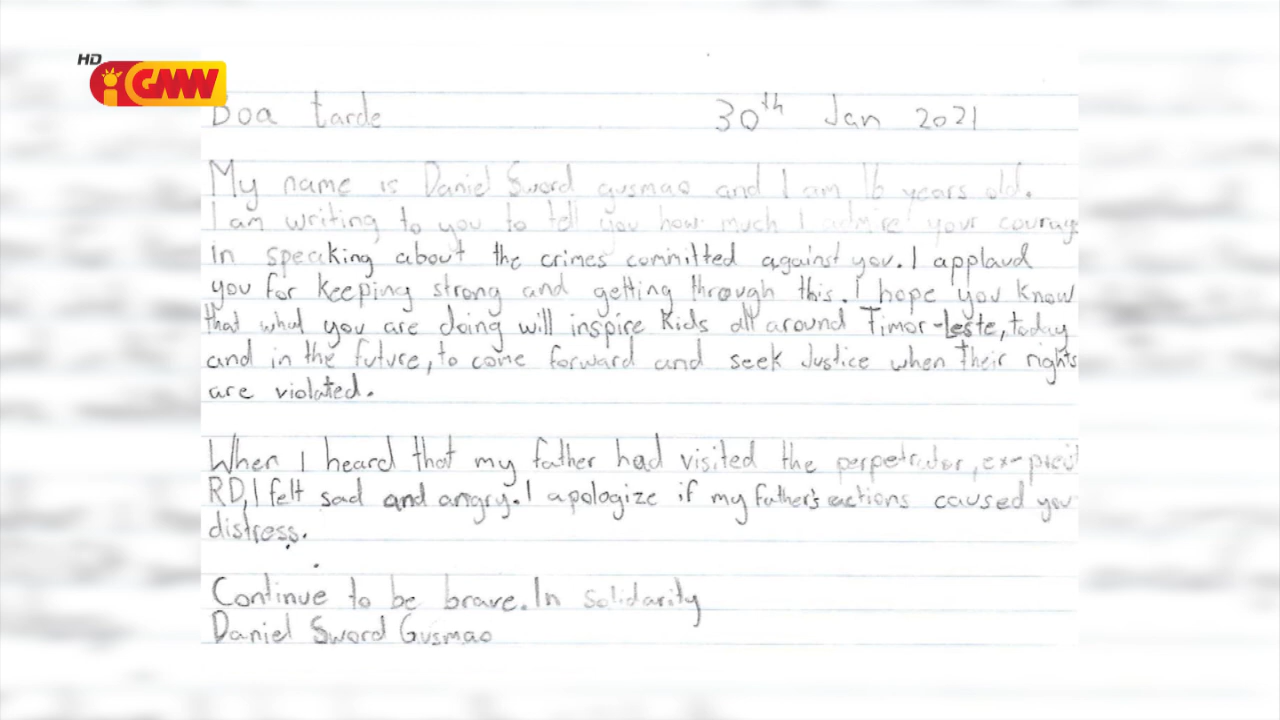 HD
iGMW
Boa tarde
30th Jan 2021
My name is Daniel Sword gusmao and I am 16 years old.
I am writing to you to tell you how much I admire your courage
in speaking about the crimes committed against you. I applaud
you for keeping strong and getting through this. I hope you know
that what you are doing will inspire kids all around Timor-Leste, today
and in the future, to come forward and seek Justice when their rights
are violated.
When I heard that my father had visited the perpetrator, ex-priest
RD, I felt sad and angry. I apologize if my father's actions caused you
distress.
Continue to be brave. In solidarity
Daniel Sword Gusmao